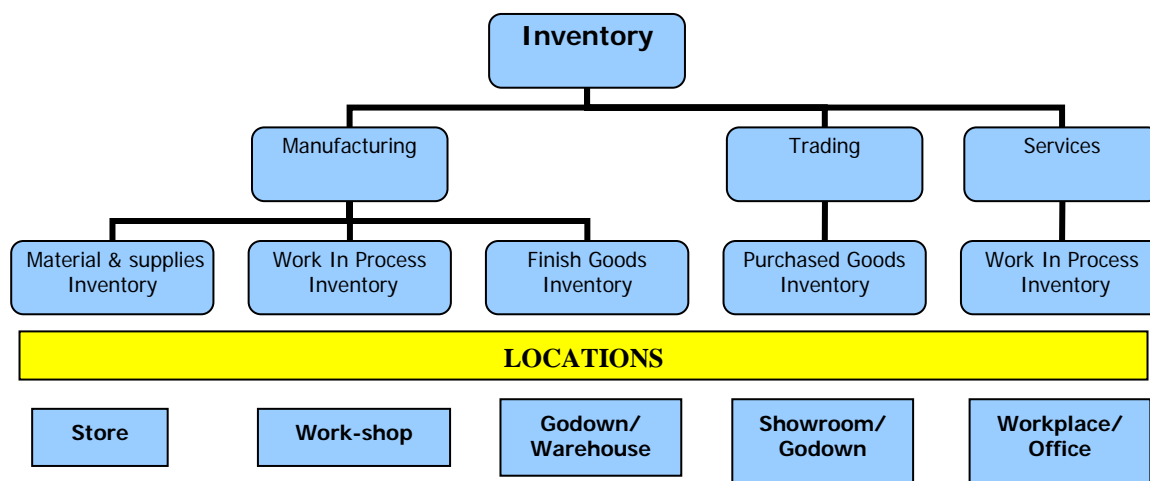 Inventory
Manufacturing
Trading
Services
Material & supplies
Inventory
Work In Process
Inventory
Finish Goods
Inventory
Purchased Goods
Inventory
Work In Process
Inventory
LOCATIONS
Store
Work-shop
Godown/
Warehouse
Showroom/
Godown
Workplace/
Office